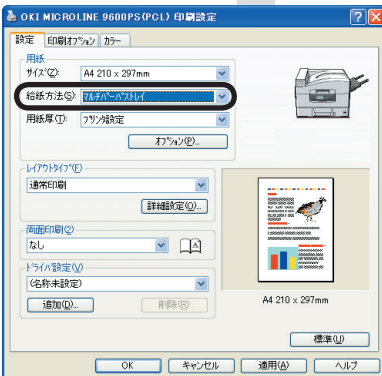 OKI MICROLINE 9600PS(PCL) 印刷設定
設定 印刷オプション カラー
用紙
サイズ(Z): A4 210 x 297mm
給紙方法(S): マルチパーパストレイ
用紙厚(T): プリンタ設定
オプション(P)...
レイアウトタイプ(F)
通常印刷
詳細設定(O)...
両面印刷(2)
なし
ドライバ設定(V)
(名称未設定)
追加(D)... 削除(R)
A4 210 x 297mm
標準(U)
OK キャンセル 適用(A) ヘルプ